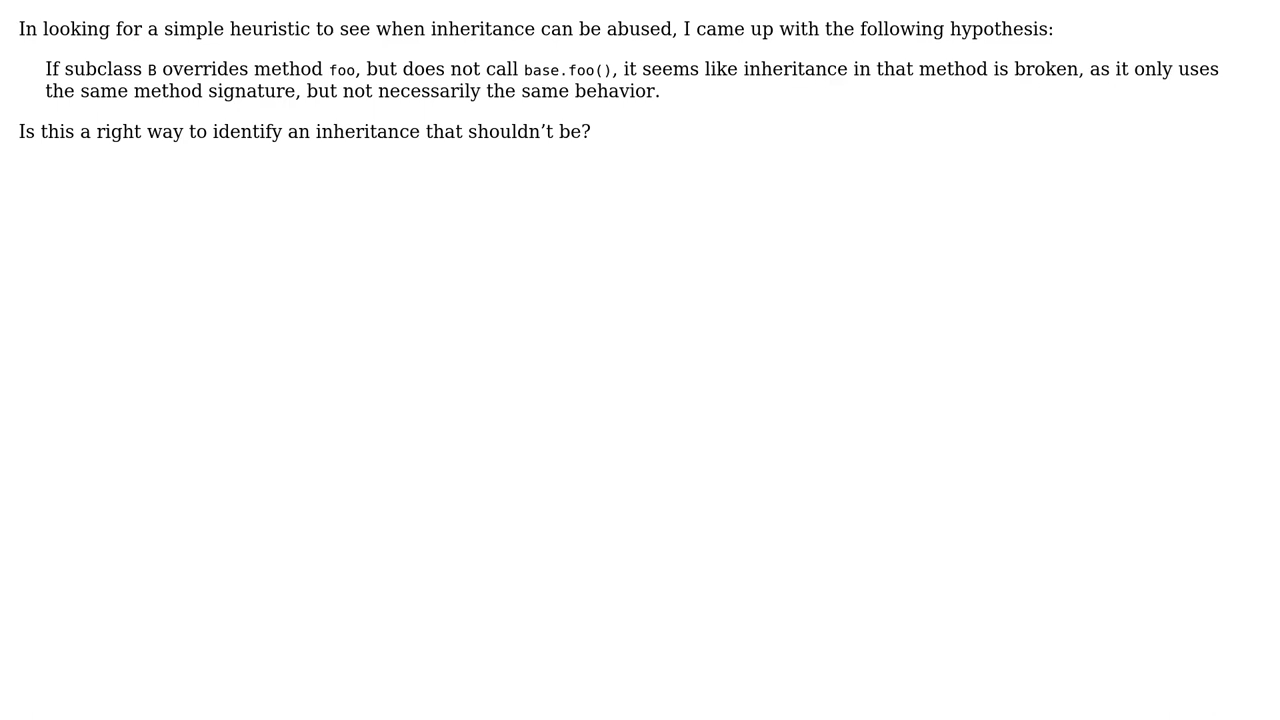 In looking for a simple heuristic to see when inheritance can be abused, I came up with the following hypothesis:
If subclass B overrides method foo, but does not call base.foo(), it seems like inheritance in that method is broken, as it only uses
the same method signature, but not necessarily the same behavior.
Is this a right way to identify an inheritance that shouldn’t be?